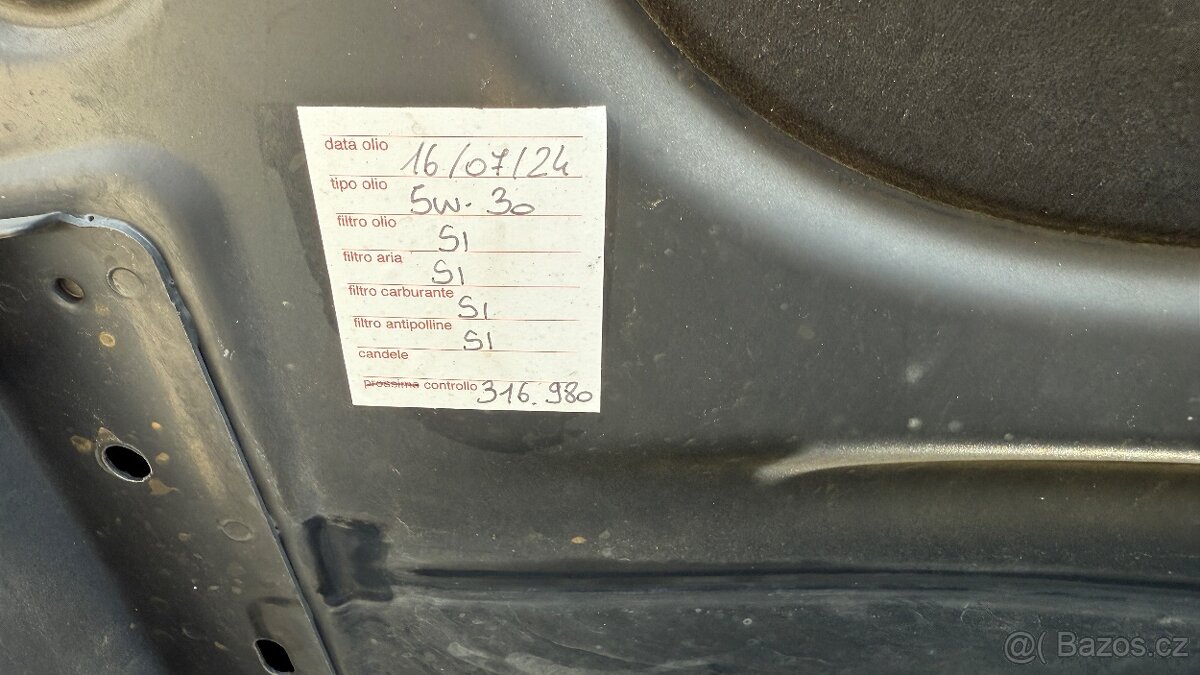 data olio 16/07/24
tipo olio 5W-30
filtro olio SI
filtro aria SI
filtro carburante SI
filtro antipolline SI
candele
prossimo controllo 316.980
@( Bazos.cz